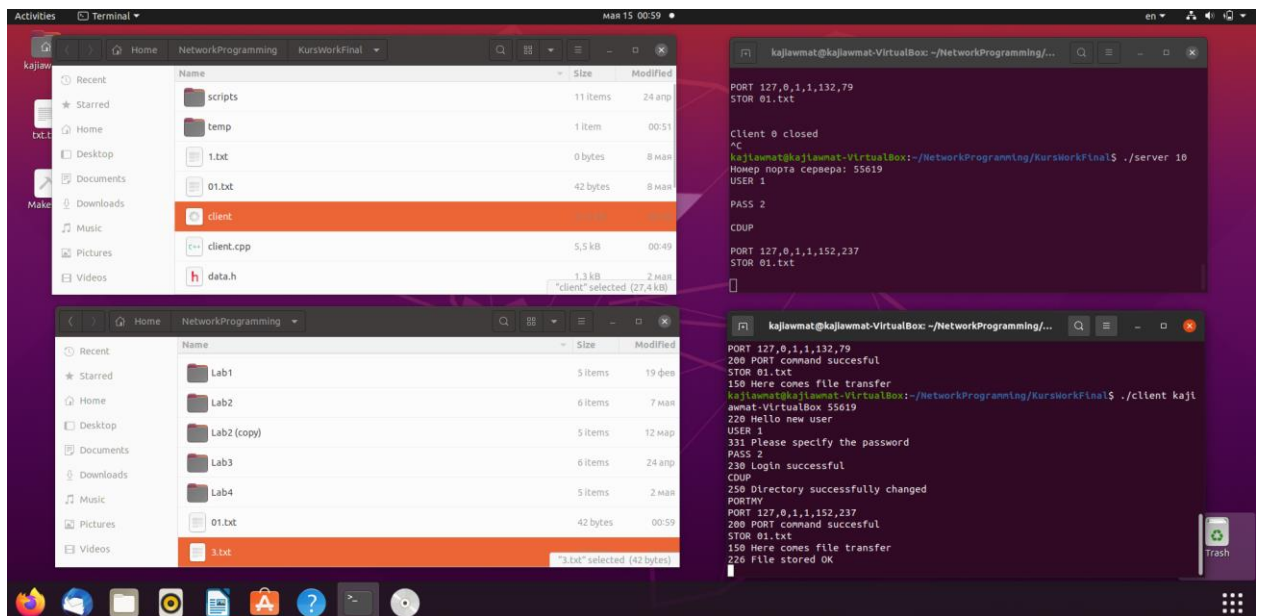 Activities Terminal мая 15 00:59 en
kajiaw
txt.t
Make
Home NetworkProgramming KursWorkFinal
Name Size Modified
Recent
Starred
Home
Desktop
Documents
Downloads
Music
Pictures
Videos
scripts 11 items 24 апр
temp 1 item 00:51
1.txt 0 bytes 8 мая
01.txt 42 bytes 8 мая
client
client.cpp 5,5 kB 00:49
data.h 1,3 kB 2 мая
"client" selected (27,4 kB)
kajiawmat@kajiawmat-VirtualBox: ~/NetworkProgramming/...
PORT 127,0,1,1,132,79
STOR 01.txt
Client 0 closed
^C
kajiawmat@kajiawmat-VirtualBox:~/NetworkProgramming/KursWorkFinal$ ./server 10
Номер порта сервера: 55619
USER 1
PASS 2
CDUP
PORT 127,0,1,1,152,237
STOR 01.txt
Home NetworkProgramming
Name Size Modified
Recent
Starred
Home
Desktop
Documents
Downloads
Music
Pictures
Videos
Lab1 5 items 19 фев
Lab2 6 items 7 мая
Lab2 (copy) 5 items 12 мар
Lab3 6 items 24 апр
Lab4 5 items 2 мая
01.txt 42 bytes 00:59
3.txt
"3.txt" selected (42 bytes)
kajiawmat@kajiawmat-VirtualBox: ~/NetworkProgramming/...
PORT 127,0,1,1,132,79
200 PORT command succesful
STOR 01.txt
150 Here comes file transfer
kajiawmat@kajiawmat-VirtualBox:~/NetworkProgramming/KursWorkFinal$ ./client kaji
awmat-VirtualBox 55619
220 Hello new user
USER 1
331 Please specify the password
PASS 2
230 Login successful
CDUP
250 Directory successfully changed
PORTMY
PORT 127,0,1,1,152,237
200 PORT command succesful
STOR 01.txt
150 Here comes file transfer
226 File stored OK
Trash